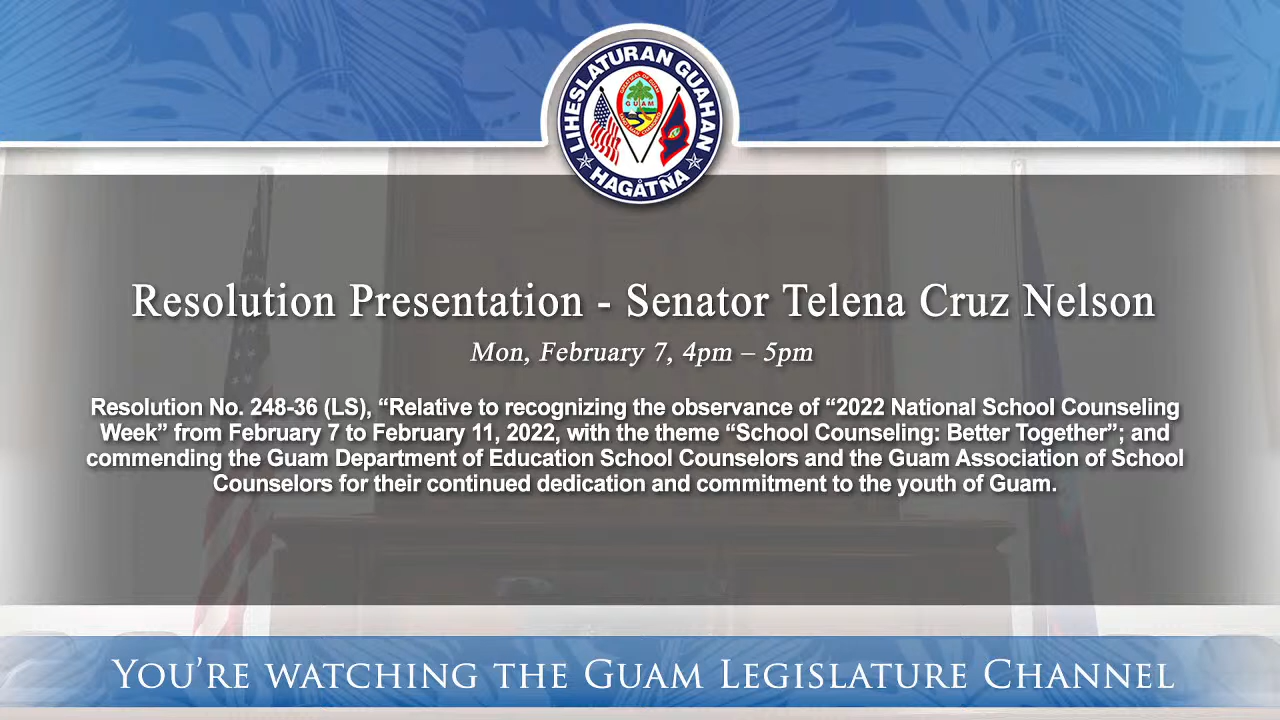 LIHESLATURAN GUAHAN
GUAM
HAGÅTÑA
Resolution Presentation - Senator Telena Cruz Nelson
Mon, February 7, 4pm – 5pm
Resolution No. 248-36 (LS), “Relative to recognizing the observance of “2022 National School Counseling
Week” from February 7 to February 11, 2022, with the theme “School Counseling: Better Together”; and
commending the Guam Department of Education School Counselors and the Guam Association of School
Counselors for their continued dedication and commitment to the youth of Guam.
You’re watching the Guam Legislature Channel